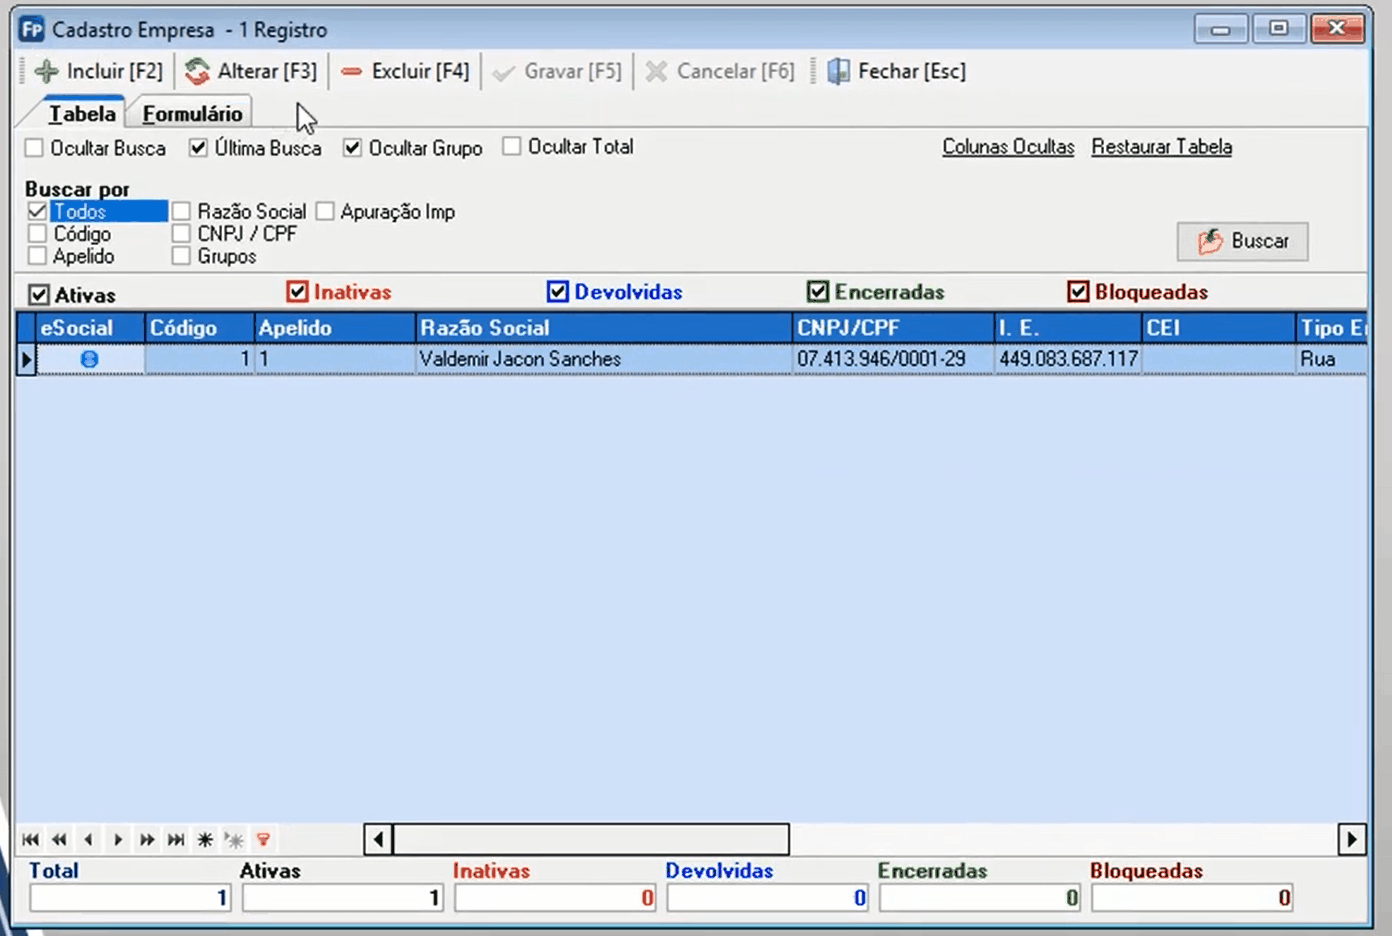 Fp Cadastro Empresa - 1 Registro
Incluir [F2] Alterar [F3] Excluir [F4] Gravar [F5] Cancelar [F6] Fechar [Esc]
Tabela Formulário
Ocultar Busca Última Busca Ocultar Grupo Ocultar Total Colunas Ocultas Restaurar Tabela
Buscar por
Todos Razão Social Apuração Imp
Código CNPJ / CPF
Buscar
Apelido Grupos
Ativas Inativas Devolvidas Encerradas Bloqueadas
eSocial Código Apelido Razão Social CNPJ/CPF I. E. CEI Tipo
1 1 Valdemir Jacon Sanches 07.413.946/0001-29 449.083.687.117 Rua
Total Ativas Inativas Devolvidas Encerradas Bloqueadas
1 1 0 0 0 0